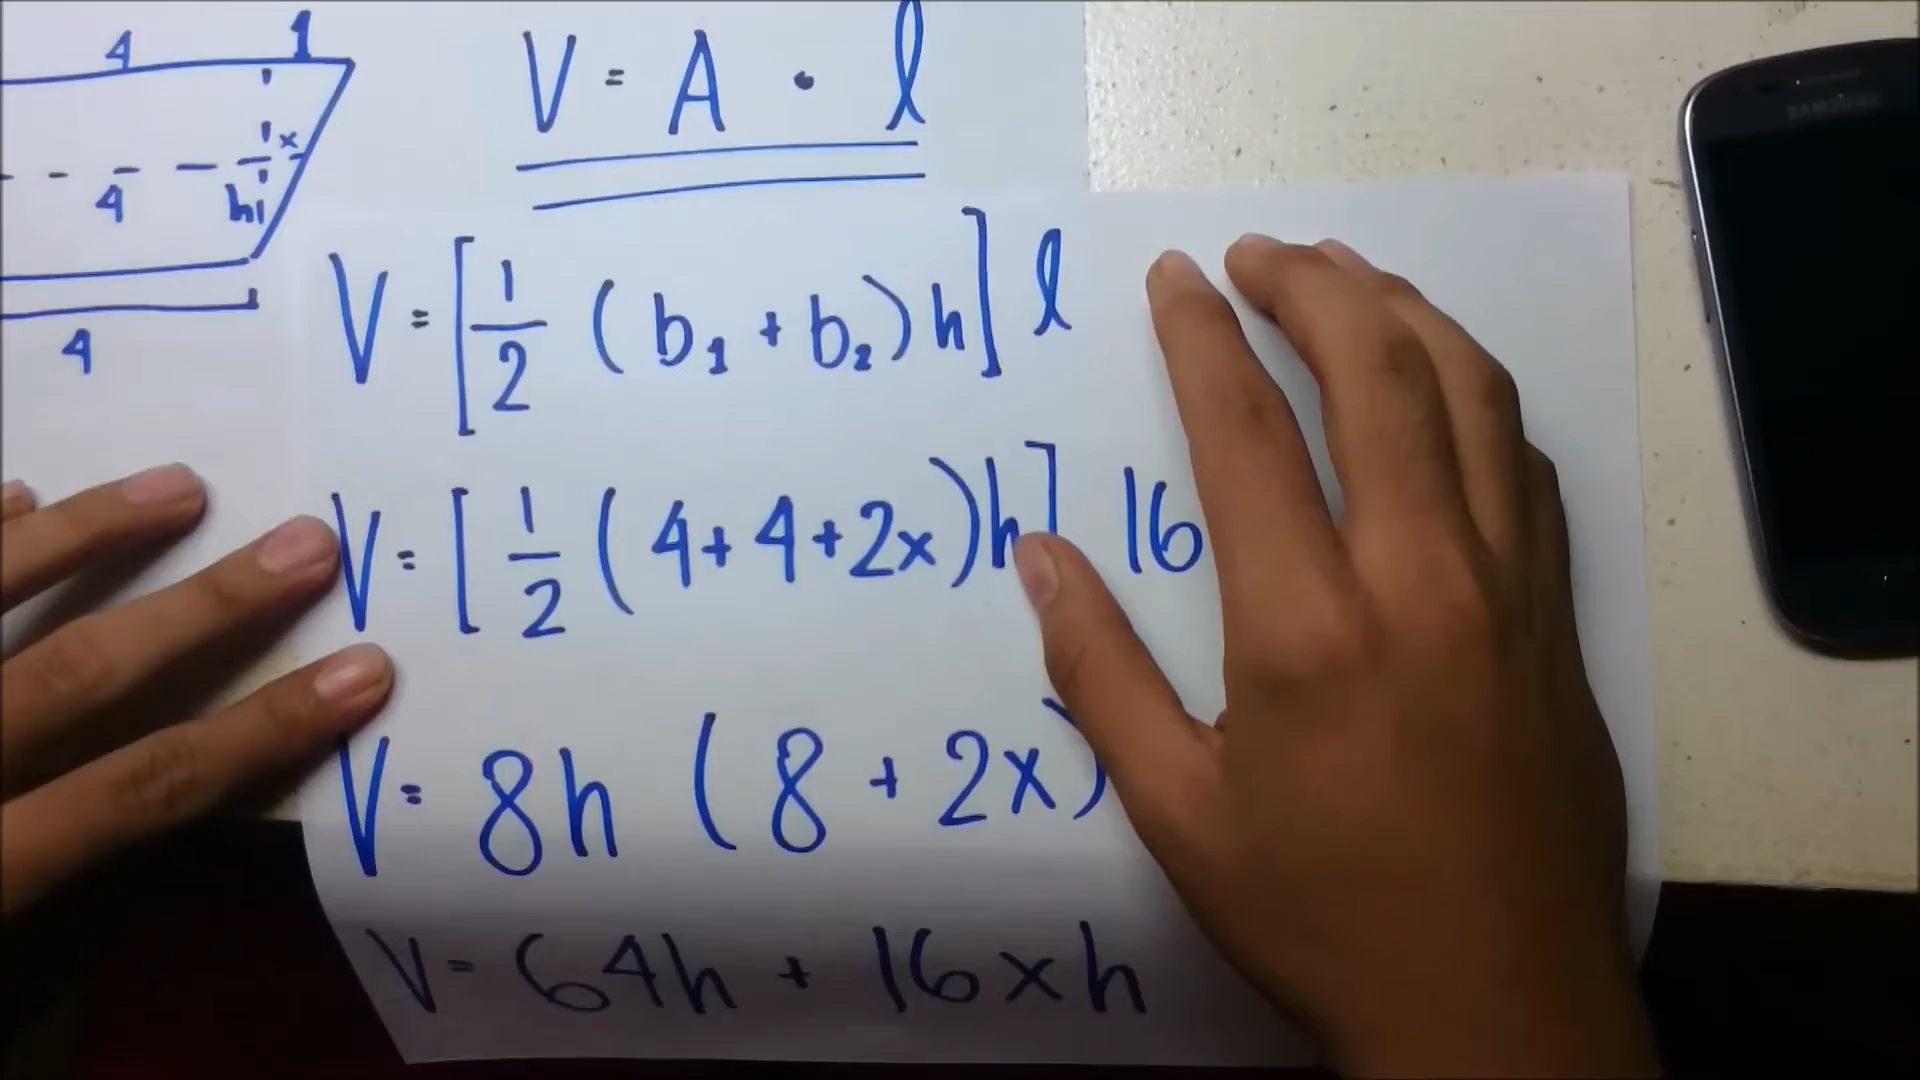 4 1
x
4 h
4
V = A · l
V = [1/2 (b₁ + b₂) h] l
V = [1/2 (4 + 4 + 2x) h] 16
V = 8h (8 + 2x)
V = 64h + 16xh
SAMSUNG